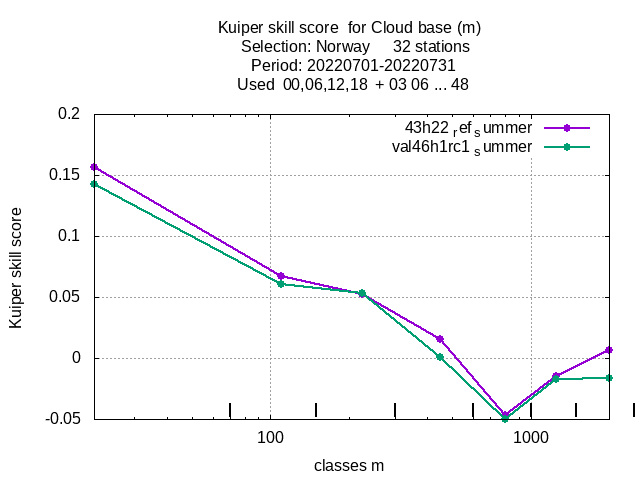 Kuiper skill score  for Cloud base (m)
Selection: Norway     32 stations
Period: 20220701-20220731
Used  00,06,12,18  + 03 06 ... 48
43h22 refsummer
val46h1rc1 summer
0.2
0.15
0.1
0.05
0
-0.05
Kuiper skill score
100
1000
classes m